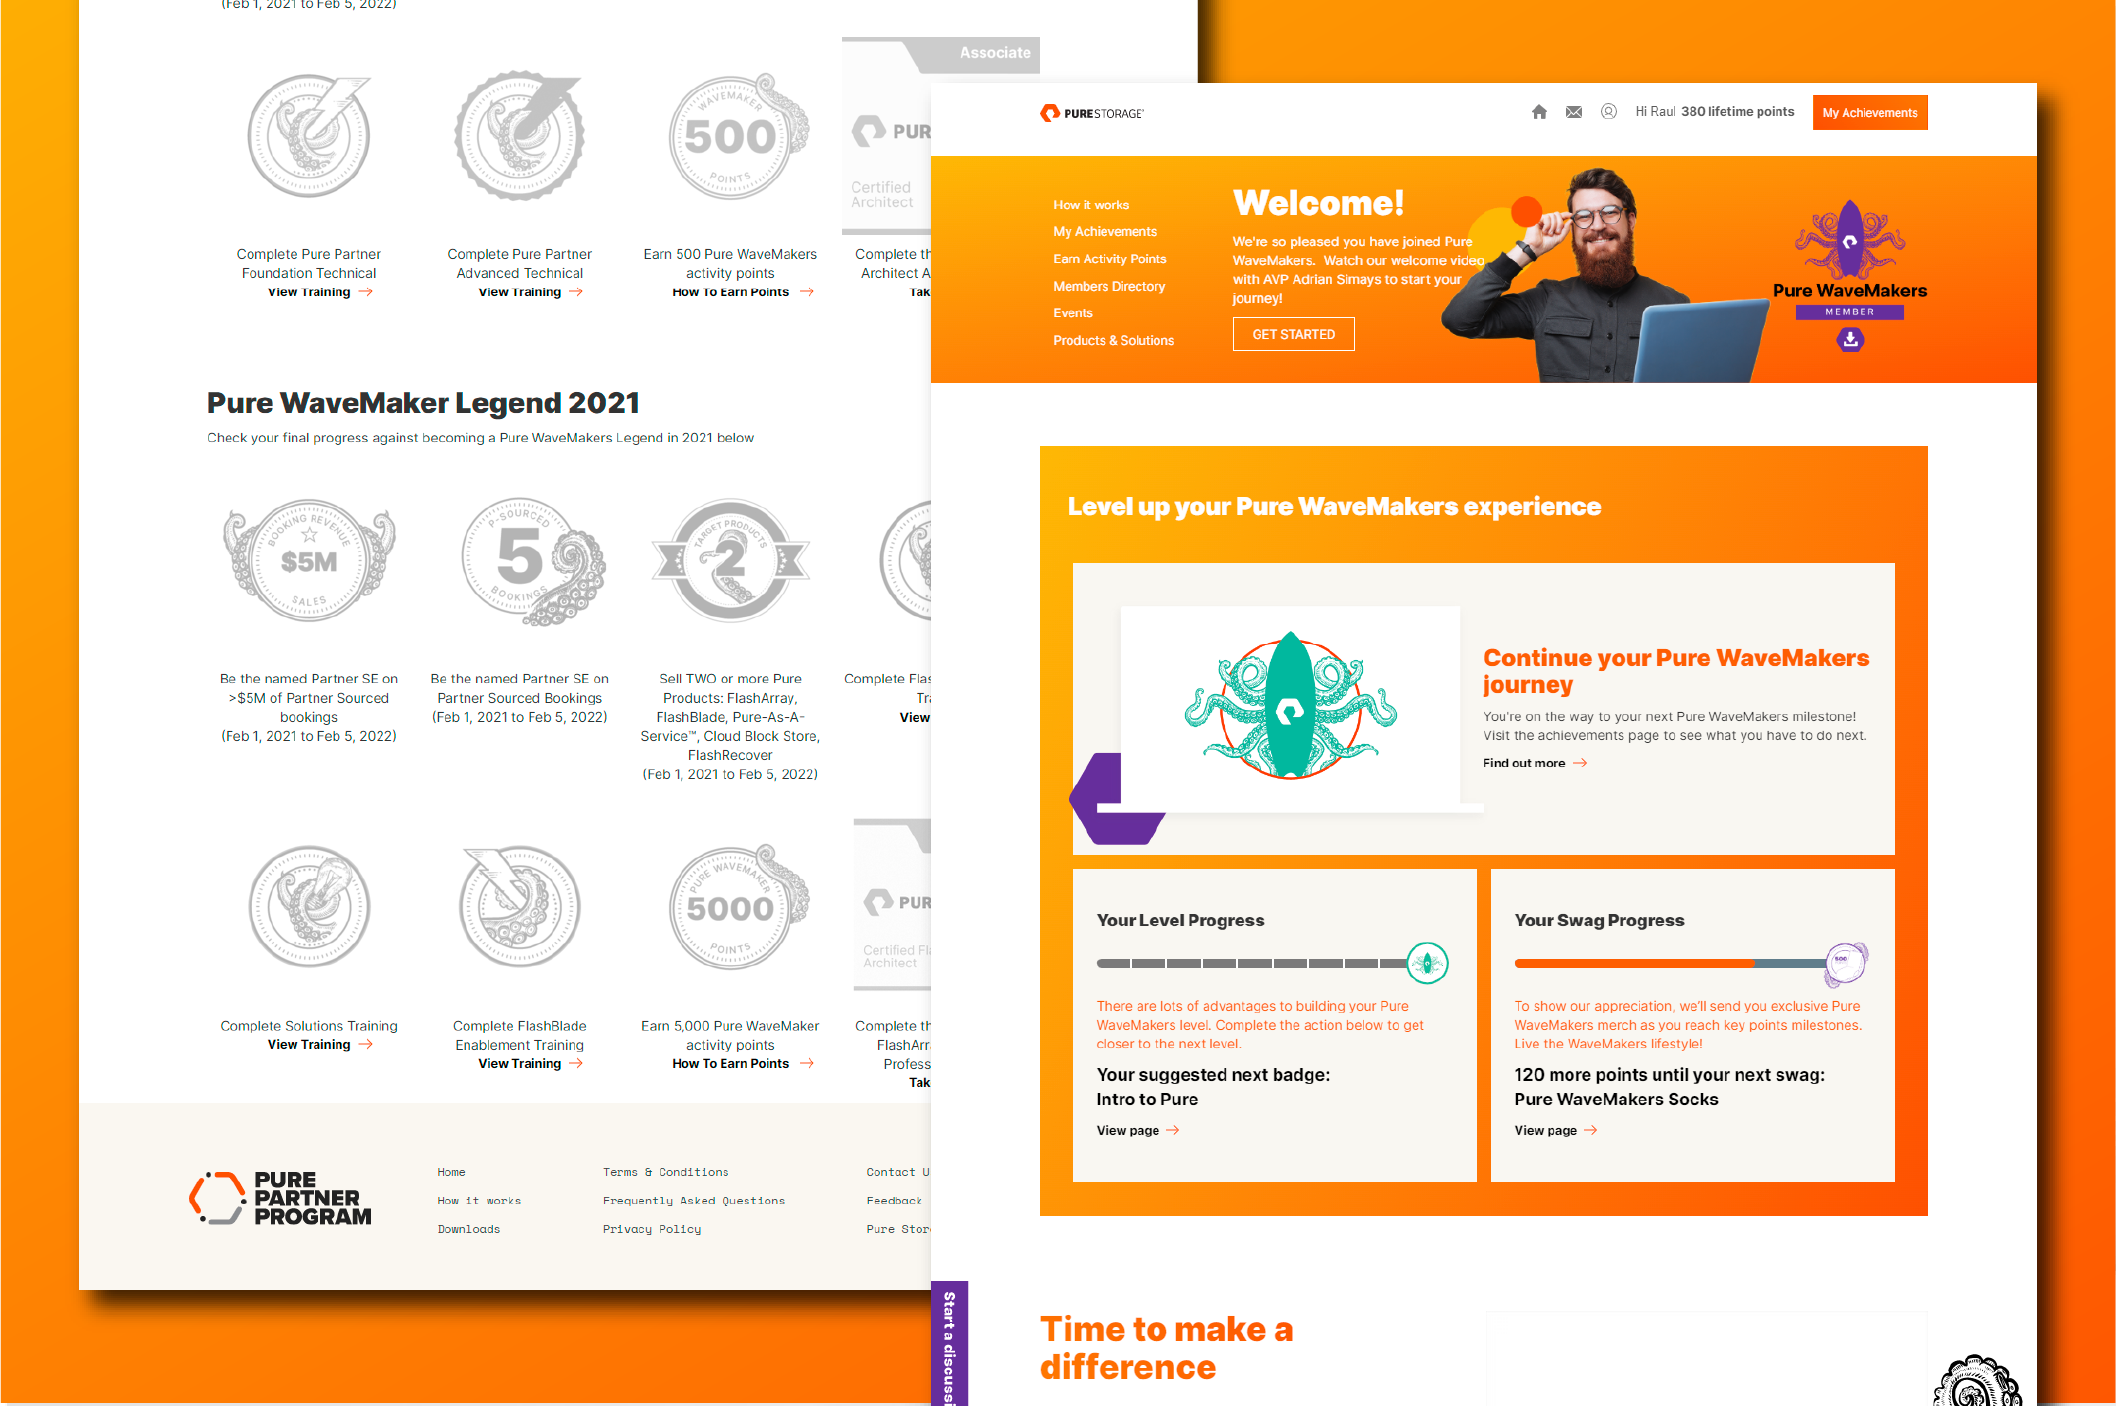 (Feb 1, 2021 to Feb 5, 2022)
WAVEMAKER
500
POINTS
Associate
PUR
Certified
Architect
Complete Pure Partner
Foundation Technical
View Training
Complete Pure Partner
Advanced Technical
View Training
Earn 500 Pure WaveMakers
activity points
How To Earn Points
Complete th
Architect A
Tak
Pure WaveMaker Legend 2021
Check your final progress against becoming a Pure WaveMakers Legend in 2021 below
BOOKING REVENUE
$5M
SALES
P-SOURCED
5
BOOKINGS
TARGET PRODUCTS
2
Be the named Partner SE on
>$5M of Partner Sourced
bookings
(Feb 1, 2021 to Feb 5, 2022)
Be the named Partner SE on
Partner Sourced Bookings
(Feb 1, 2021 to Feb 5, 2022)
Sell TWO or more Pure
Products: FlashArray,
FlashBlade, Pure-As-A-
Service™, Cloud Block Store,
FlashRecover
(Feb 1, 2021 to Feb 5, 2022)
Complete Flas
Tra
View
PURE WAVEMAKER
5000
POINTS
PUR
Certified Fla
Architect
Complete Solutions Training
View Training
Complete FlashBlade
Enablement Training
View Training
Earn 5,000 Pure WaveMaker
activity points
How To Earn Points
Complete th
FlashArra
Profess
Tak
PURE
PARTNER
PROGRAM
Home
How it works
Downloads
Terms & Conditions
Frequently Asked Questions
Privacy Policy
Contact U
Feedback
Pure Stor
PURESTORAGE
Hi Raul 380 lifetime points
My Achievements
How it works
My Achievements
Earn Activity Points
Members Directory
Events
Products & Solutions
Welcome!
We're so pleased you have joined Pure
WaveMakers. Watch our welcome video
with AVP Adrian Simays to start your
journey!
GET STARTED
Pure WaveMakers
MEMBER
Level up your Pure WaveMakers experience
Continue your Pure WaveMakers
journey
You're on the way to your next Pure WaveMakers milestone!
Visit the achievements page to see what you have to do next.
Find out more
Your Level Progress
There are lots of advantages to building your Pure
WaveMakers level. Complete the action below to get
closer to the next level.
Your suggested next badge:
Intro to Pure
View page
Your Swag Progress
500
To show our appreciation, we'll send you exclusive Pure
WaveMakers merch as you reach key points milestones.
Live the WaveMakers lifestyle!
120 more points until your next swag:
Pure WaveMakers Socks
View page
Start a discussi
Time to make a
difference